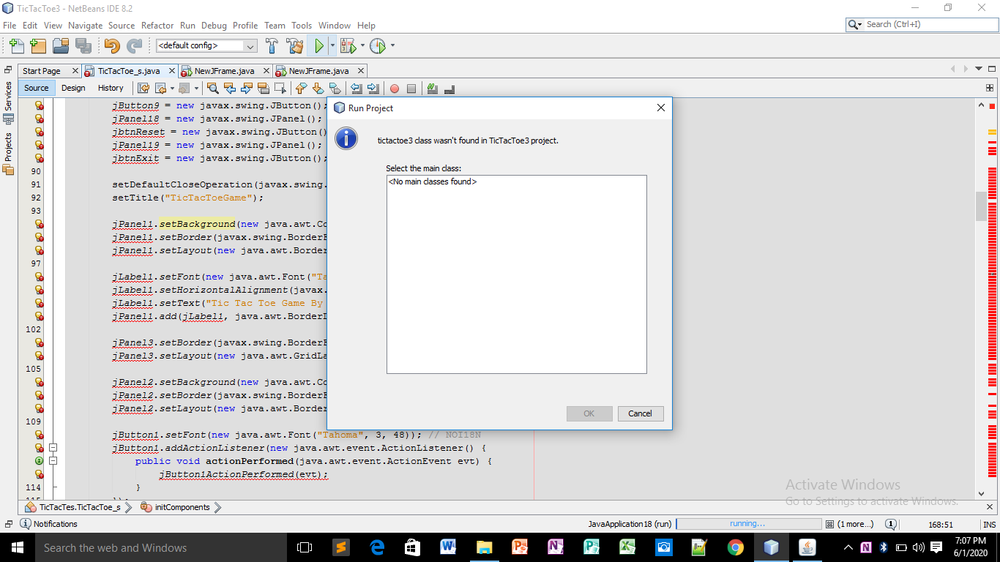 TicTacToe3 - NetBeans IDE 8.2
File Edit View Navigate Source Refactor Run Debug Profile Team Tools Window Help
Search (Ctrl+I)
<default config>
Start Page TicTacToe_s.java NewJFrame.java NewJFrame.java
Source Design History
Services
Projects
jButton9 = new javax.swing.JButton();
jPanel18 = new javax.swing.JPanel();
jbtnReset = new javax.swing.JButton()
jPanel19 = new javax.swing.JPanel();
jbtnExit = new javax.swing.JButton();
90
91 setDefaultCloseOperation(javax.swing.
92 setTitle("TicTacToeGame");
93
jPanel1.setBackground(new java.awt.Co
jPanel1.setBorder(javax.swing.BorderF
jPanel1.setLayout(new java.awt.Border
97
jLabel1.setFont(new java.awt.Font("Ta
jLabel1.setHorizontalAlignment(javax.
jLabel1.setText("Tic Tac Toe Game By
jPanel1.add(jLabel1, java.awt.BorderL
102
jPanel3.setBorder(javax.swing.BorderF
jPanel3.setLayout(new java.awt.GridLa
105
jPanel2.setBackground(new java.awt.Co
jPanel2.setBorder(javax.swing.BorderF
jPanel2.setLayout(new java.awt.Border
109
jButton1.setFont(new java.awt.Font("Tahoma", 3, 48)); // NOI18N
jButton1.addActionListener(new java.awt.event.ActionListener() {
public void actionPerformed(java.awt.event.ActionEvent evt) {
jButton1ActionPerformed(evt);
114 }
115 });
Run Project
tictactoe3 class wasn't found in TicTacToe3 project.
Select the main class:
<No main classes found>
OK Cancel
Activate Windows
Go to Settings to activate Windows.
TicTacTes.TicTacToe_s initComponents
Notifications JavaApplication18 (run) running... (1 more...) 1 168:51 INS
Search the web and Windows
7:07 PM
6/1/2020